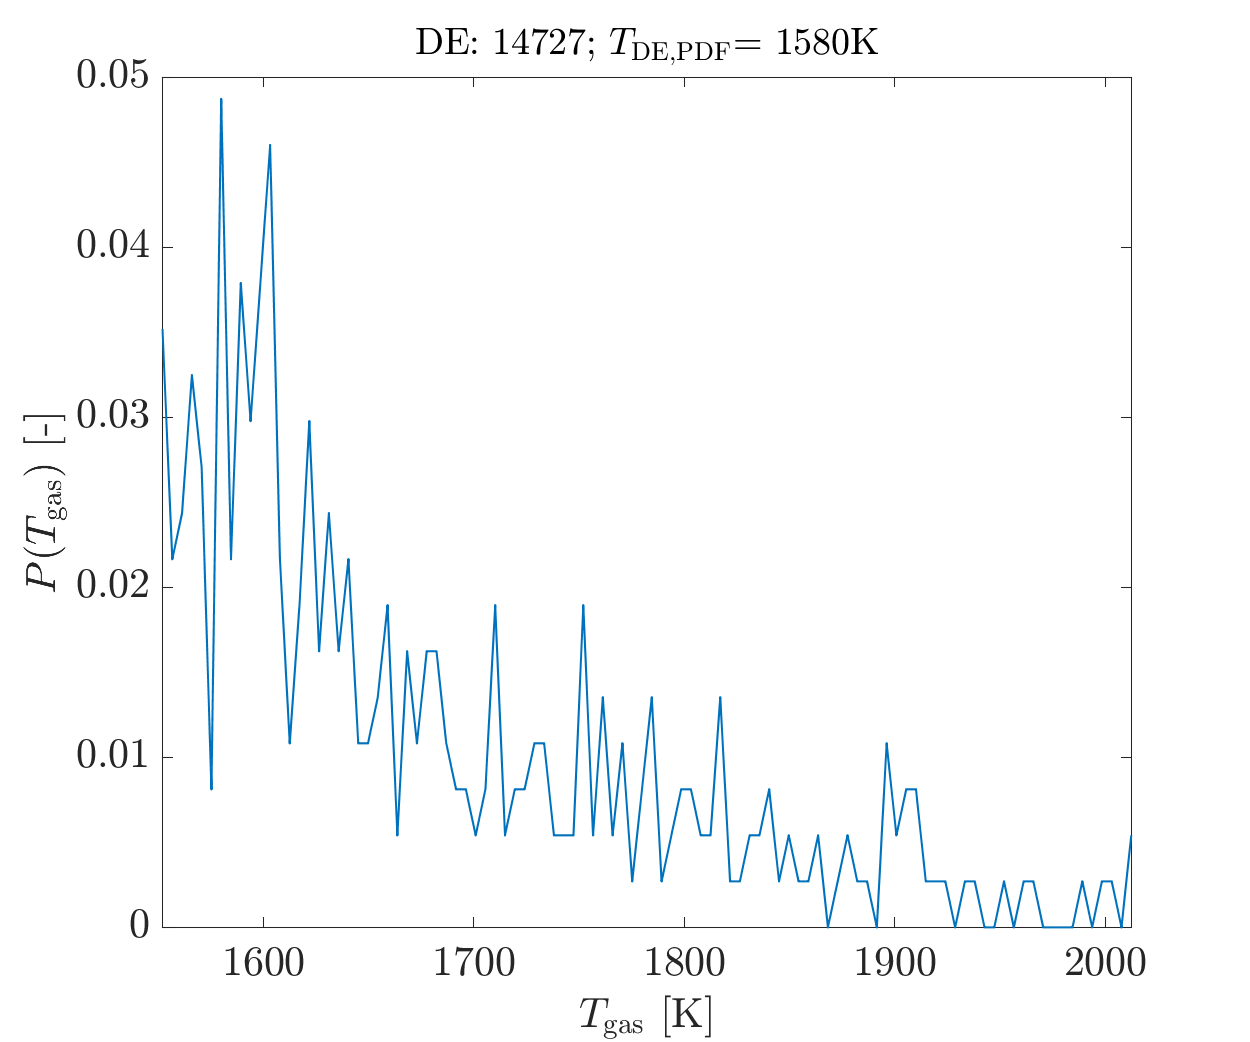 DE: 14727; T_DE,PDF= 1580K
0.05
0.04
0.03
0.02
0.01
0
P(T_gas) [-]
1600 1700 1800 1900 2000
T_gas [K]